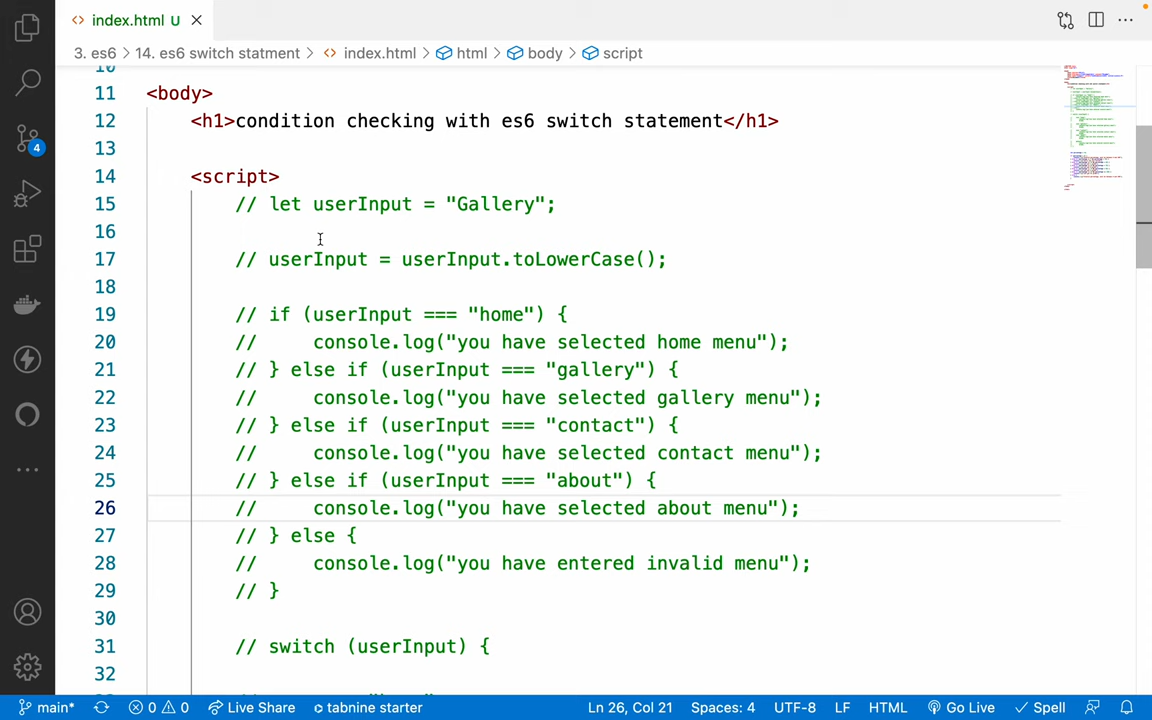 index.html U
3. es6 > 14. es6 switch statment > index.html > html > body > script
10
11 <body>
12 <h1>condition checking with es6 switch statement</h1>
13
14 <script>
15 // let userInput = "Gallery";
16
17 // userInput = userInput.toLowerCase();
18
19 // if (userInput === "home") {
20 // console.log("you have selected home menu");
21 // } else if (userInput === "gallery") {
22 // console.log("you have selected gallery menu");
23 // } else if (userInput === "contact") {
24 // console.log("you have selected contact menu");
25 // } else if (userInput === "about") {
26 // console.log("you have selected about menu");
27 // } else {
28 // console.log("you have entered invalid menu");
29 // }
30
31 // switch (userInput) {
32
4
main* 0 0 Live Share tabnine starter Ln 26, Col 21 Spaces: 4 UTF-8 LF HTML Go Live Spell